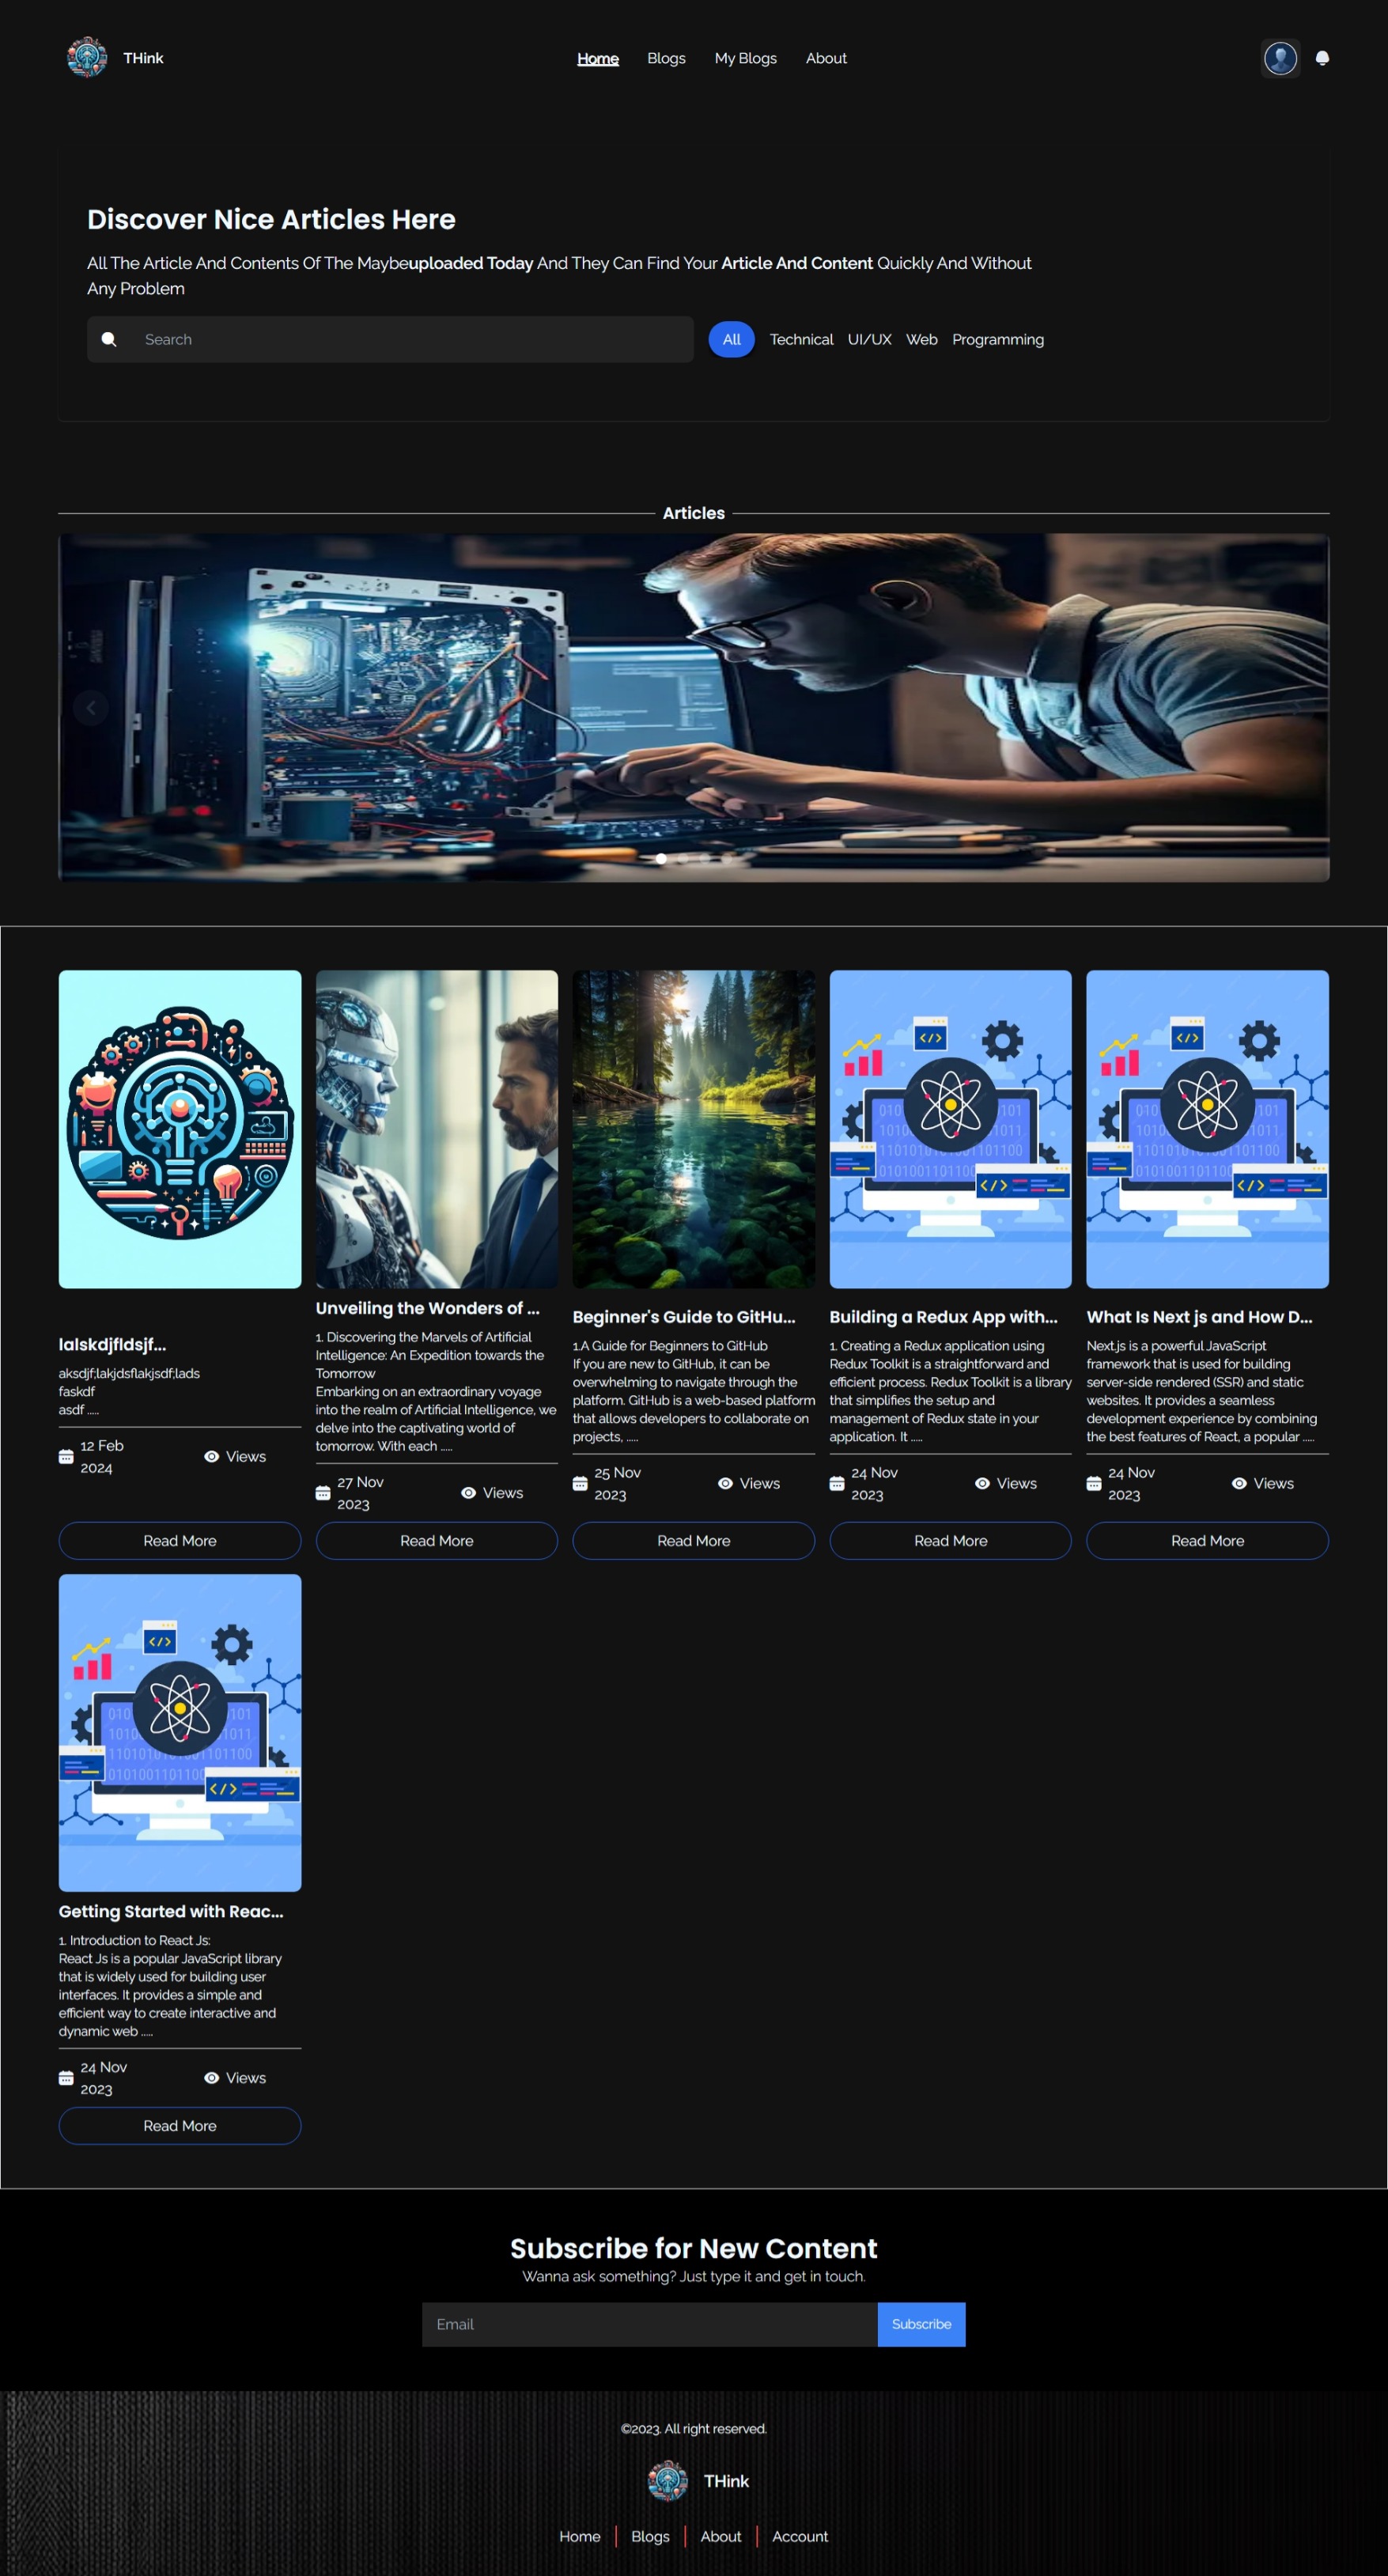 THink
Home Blogs My Blogs About
Discover Nice Articles Here
All The Article And Contents Of The Maybeuploaded Today And They Can Find Your Article And Content Quickly And Without
Any Problem
Search
All Technical UI/UX Web Programming
Articles
lalskdjfldsjf...
aksdjf;lakjdsflakjsdf;lads
faskdf
asdf .....
12 Feb
2024
Views
Read More
Unveiling the Wonders of ...
1. Discovering the Marvels of Artificial
Intelligence: An Expedition towards the
Tomorrow
Embarking on an extraordinary voyage
into the realm of Artificial Intelligence, we
delve into the captivating world of
tomorrow. With each .....
27 Nov
2023
Views
Read More
Beginner's Guide to GitHu...
1.A Guide for Beginners to GitHub
If you are new to GitHub, it can be
overwhelming to navigate through the
platform. GitHub is a web-based platform
that allows developers to collaborate on
projects, .....
25 Nov
2023
Views
Read More
Building a Redux App with...
1. Creating a Redux application using
Redux Toolkit is a straightforward and
efficient process. Redux Toolkit is a library
that simplifies the setup and
management of Redux state in your
application. It .....
24 Nov
2023
Views
Read More
What Is Next js and How D...
Next.js is a powerful JavaScript
framework that is used for building
server-side rendered (SSR) and static
websites. It provides a seamless
development experience by combining
the best features of React, a popular .....
24 Nov
2023
Views
Read More
Getting Started with Reac...
1. Introduction to React Js:
React Js is a popular JavaScript library
that is widely used for building user
interfaces. It provides a simple and
efficient way to create interactive and
dynamic web .....
24 Nov
2023
Views
Read More
Subscribe for New Content
Wanna ask something? Just type it and get in touch.
Email
Subscribe
©2023. All right reserved.
THink
Home Blogs About Account